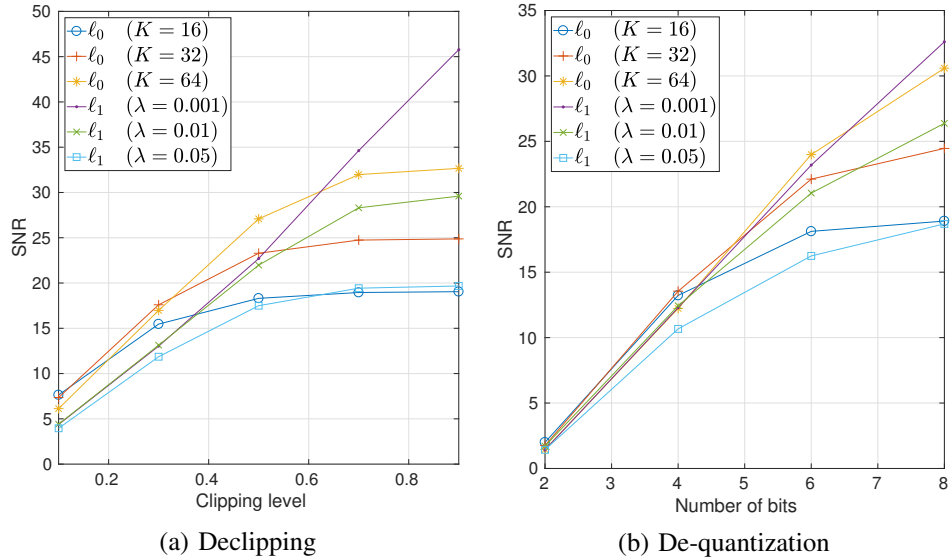 50
45
40
35
30
25
20
15
10
5
0
SNR
ℓ0 (K = 16)
ℓ0 (K = 32)
ℓ0 (K = 64)
ℓ1 (λ = 0.001)
ℓ1 (λ = 0.01)
ℓ1 (λ = 0.05)
0.2 0.4 0.6 0.8
Clipping level
(a) Declipping
35
30
25
20
15
10
5
0
SNR
ℓ0 (K = 16)
ℓ0 (K = 32)
ℓ0 (K = 64)
ℓ1 (λ = 0.001)
ℓ1 (λ = 0.01)
ℓ1 (λ = 0.05)
2 3 4 5 6 7 8
Number of bits
(b) De-quantization